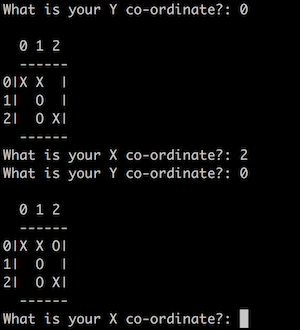 What is your Y co-ordinate?: 0
  0 1 2
  ------
0|X X  |
1|  O  |
2|  O X|
  ------
What is your X co-ordinate?: 2
What is your Y co-ordinate?: 0
  0 1 2
  ------
0|X X O|
1|  O  |
2|  O X|
  ------
What is your X co-ordinate?: